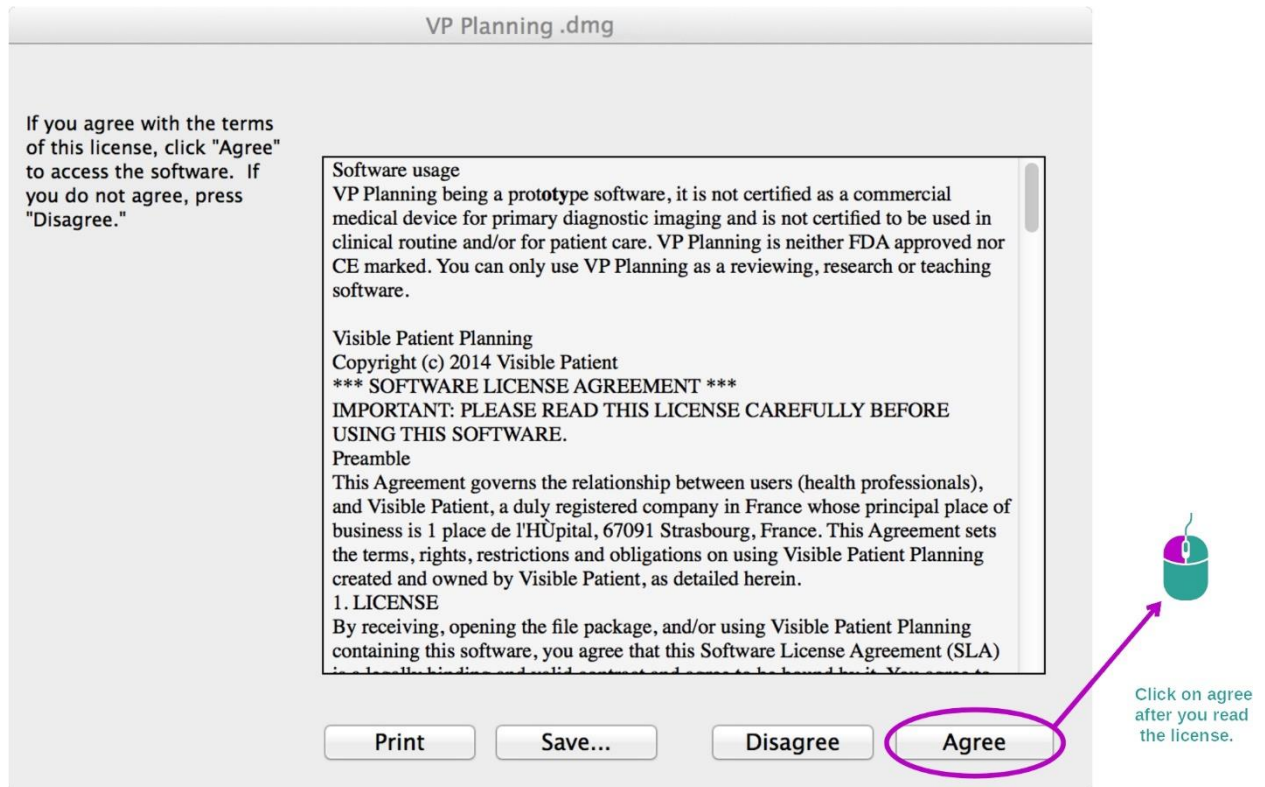 VP Planning .dmg
If you agree with the terms
of this license, click "Agree"
to access the software.  If
you do not agree, press
"Disagree."
Software usage
VP Planning being a prototype software, it is not certified as a commercial
medical device for primary diagnostic imaging and is not certified to be used in
clinical routine and/or for patient care. VP Planning is neither FDA approved nor
CE marked. You can only use VP Planning as a reviewing, research or teaching
software.
Visible Patient Planning
Copyright (c) 2014 Visible Patient
*** SOFTWARE LICENSE AGREEMENT ***
IMPORTANT: PLEASE READ THIS LICENSE CAREFULLY BEFORE
USING THIS SOFTWARE.
Preamble
This Agreement governs the relationship between users (health professionals),
and Visible Patient, a duly registered company in France whose principal place of
business is 1 place de l'HÙpital, 67091 Strasbourg, France. This Agreement sets
the terms, rights, restrictions and obligations on using Visible Patient Planning
created and owned by Visible Patient, as detailed herein.
1. LICENSE
By receiving, opening the file package, and/or using Visible Patient Planning
containing this software, you agree that this Software License Agreement (SLA)
Print
Save...
Disagree
Agree
Click on agree
after you read
the license.